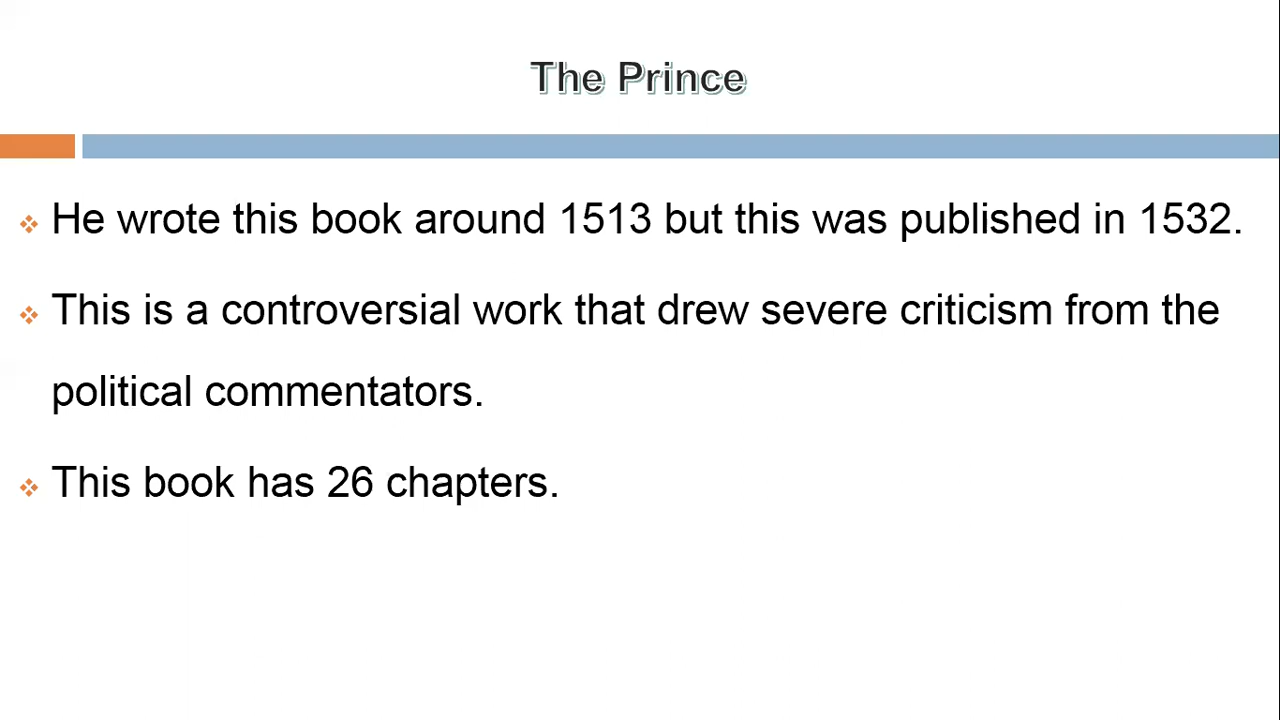 The Prince
He wrote this book around 1513 but this was published in 1532.
This is a controversial work that drew severe criticism from the
political commentators.
This book has 26 chapters.